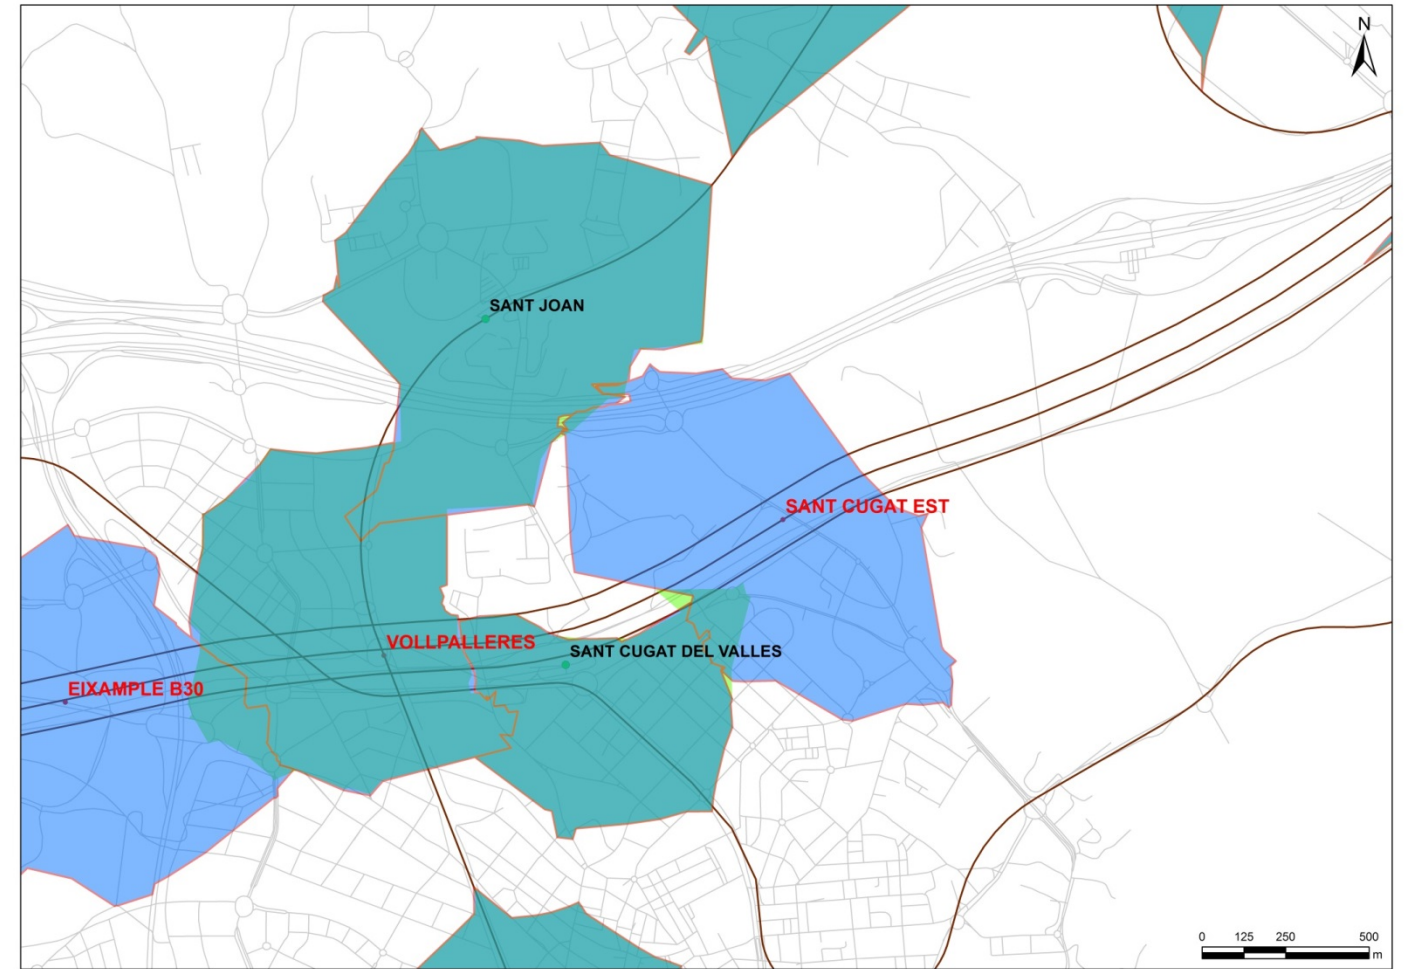 N
SANT JOAN
SANT CUGAT EST
VOLLPALLERES
SANT CUGAT DEL VALLES
EIXAMPLE B30
0 125 250 500
m